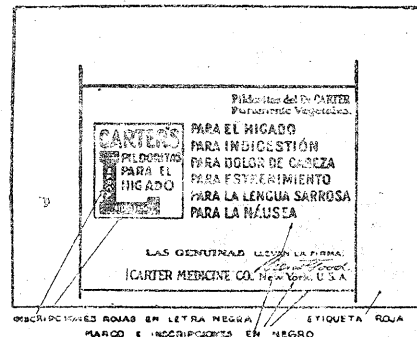 Pildoritas del Dr. CARTER
Puramente Vegetales.
CARTER'S
PILDORITAS
PARA EL
HIGADO
PARA EL HIGADO
PARA INDIGESTIÓN
PARA DOLOR DE CABEZA
PARA ESTREÑIMIENTO
PARA LA LENGUA SARROSA
PARA LA NÁUSEA
LAS GENUINAS LLEVAN LA FIRMA:
CARTER MEDICINE CO. New York, U.S.A.
INSCRIPCIONES ROJAS EN LETRA NEGRA
ETIQUETA ROJA
MARCO E INSCRIPCIONES EN NEGRO